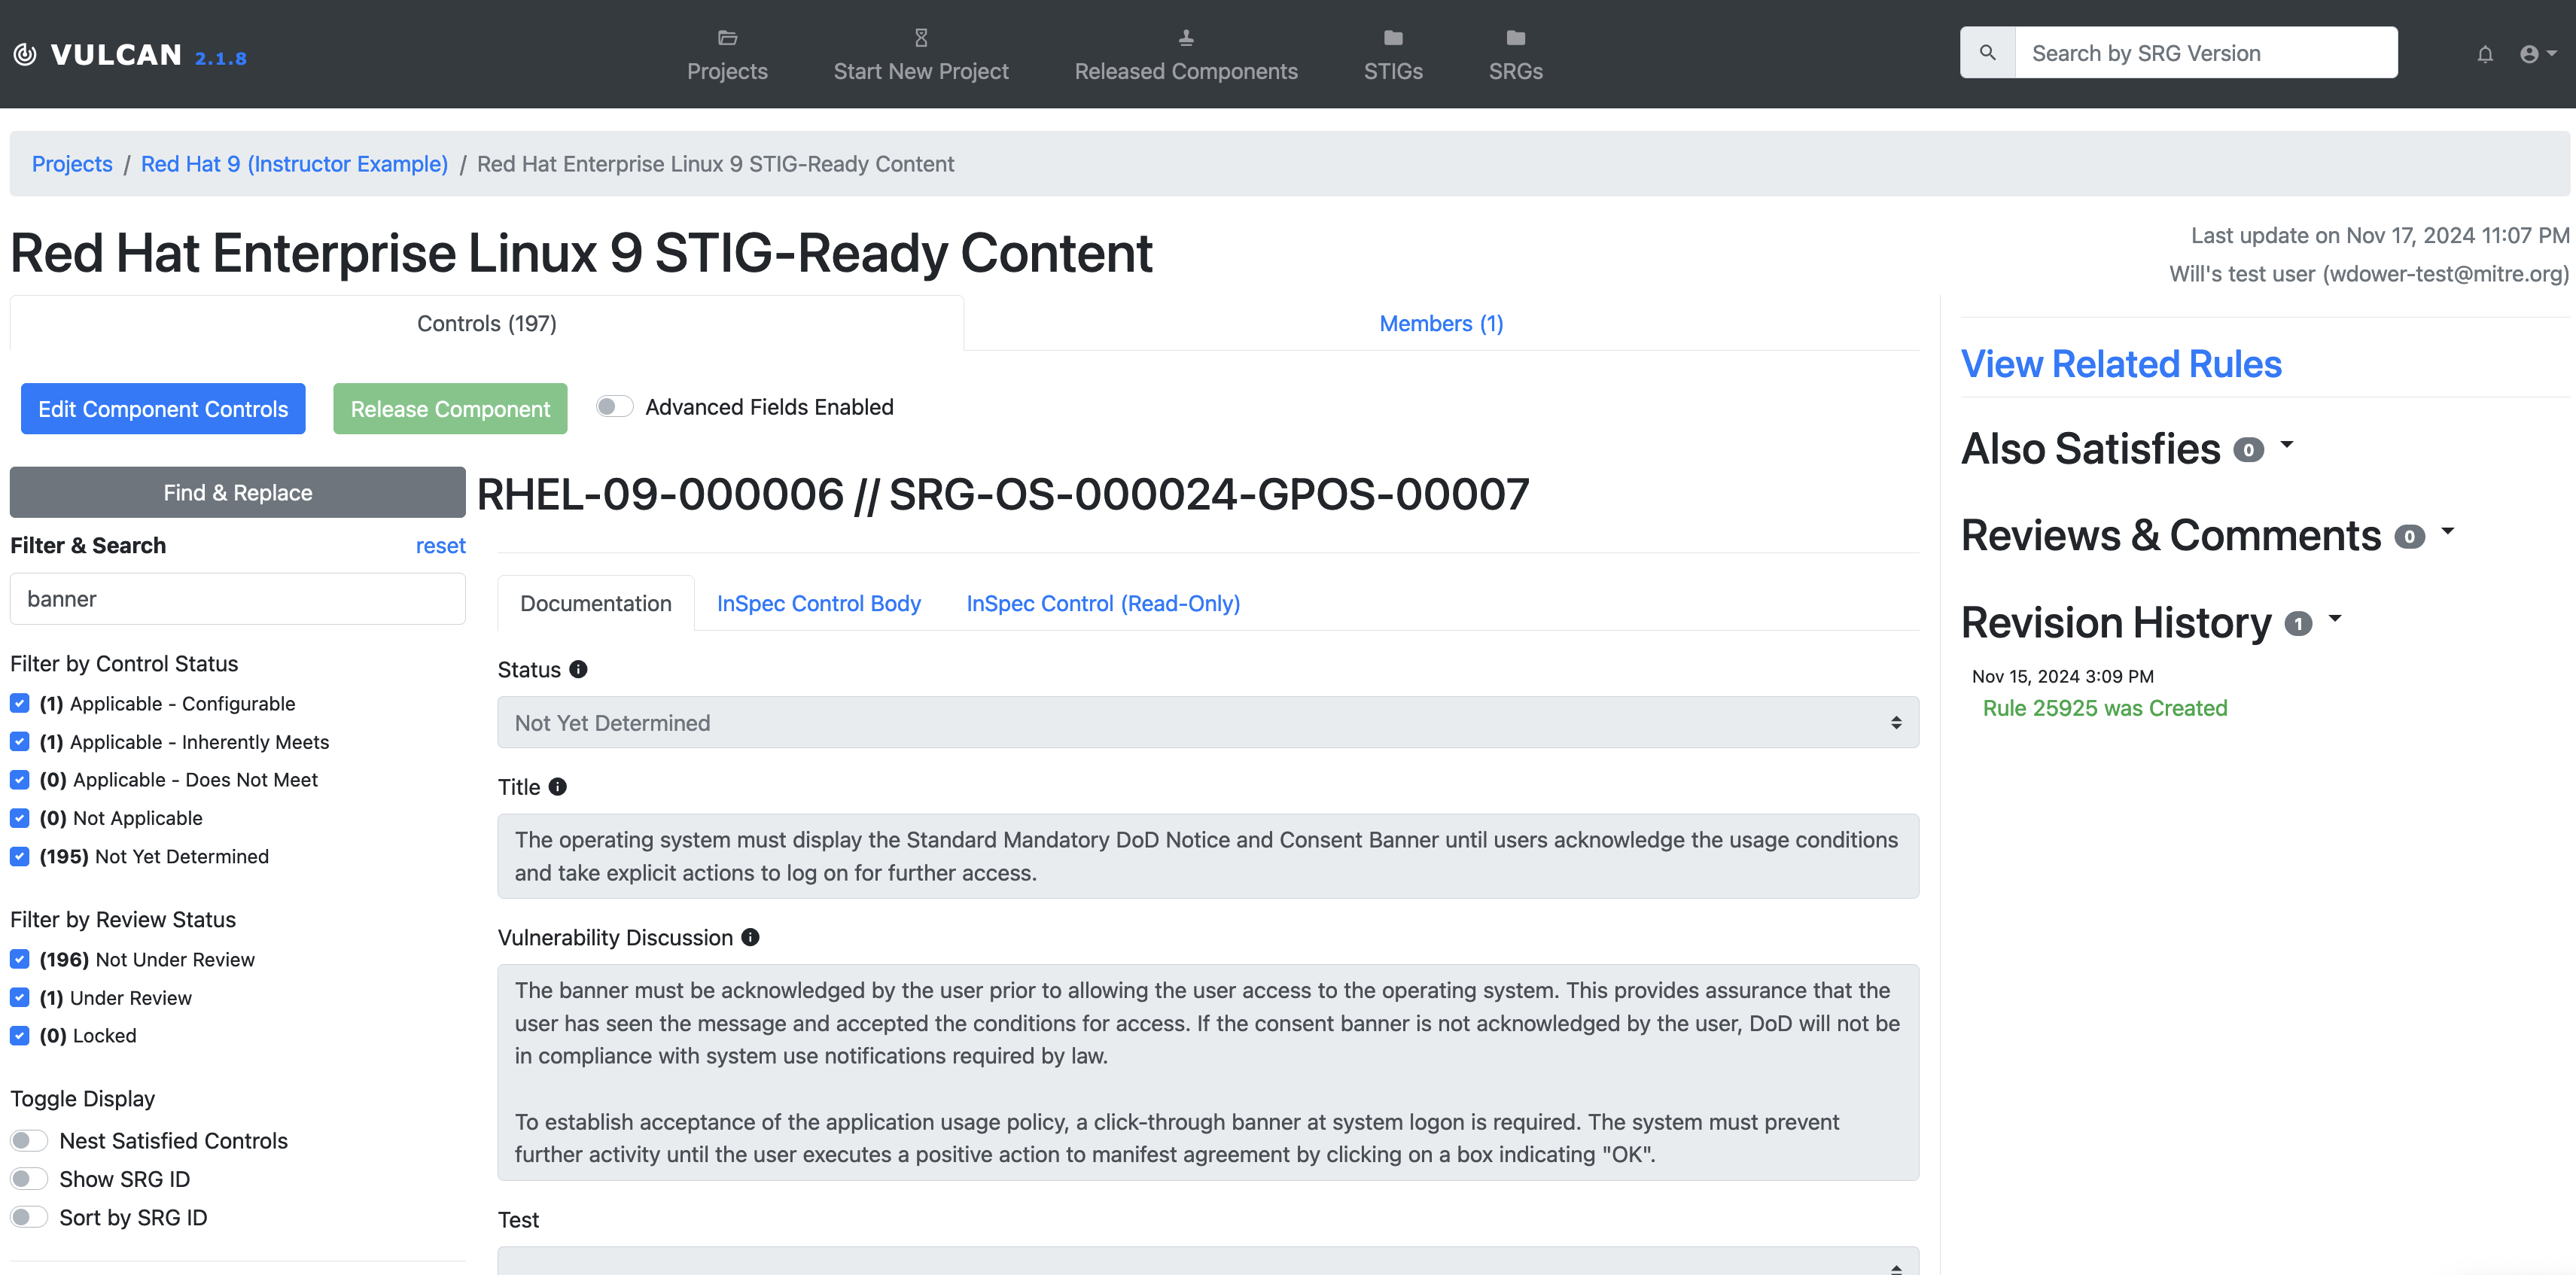 VULCAN 2.1.8
Projects
Start New Project
Released Components
STIGs
SRGs
Search by SRG Version
Projects / Red Hat 9 (Instructor Example) / Red Hat Enterprise Linux 9 STIG-Ready Content
Red Hat Enterprise Linux 9 STIG-Ready Content
Last update on Nov 17, 2024 11:07 PM
Will's test user (wdower-test@mitre.org)
Controls (197)
Members (1)
Edit Component Controls
Release Component
Advanced Fields Enabled
Find & Replace
Filter & Search
reset
banner
Filter by Control Status
(1) Applicable - Configurable
(1) Applicable - Inherently Meets
(0) Applicable - Does Not Meet
(0) Not Applicable
(195) Not Yet Determined
Filter by Review Status
(196) Not Under Review
(1) Under Review
(0) Locked
Toggle Display
Nest Satisfied Controls
Show SRG ID
Sort by SRG ID
RHEL-09-000006 // SRG-OS-000024-GPOS-00007
Documentation
InSpec Control Body
InSpec Control (Read-Only)
Status
Not Yet Determined
Title
The operating system must display the Standard Mandatory DoD Notice and Consent Banner until users acknowledge the usage conditions
and take explicit actions to log on for further access.
Vulnerability Discussion
The banner must be acknowledged by the user prior to allowing the user access to the operating system. This provides assurance that the
user has seen the message and accepted the conditions for access. If the consent banner is not acknowledged by the user, DoD will not be
in compliance with system use notifications required by law.
To establish acceptance of the application usage policy, a click-through banner at system logon is required. The system must prevent
further activity until the user executes a positive action to manifest agreement by clicking on a box indicating "OK".
Test
View Related Rules
Also Satisfies 0
Reviews & Comments 0
Revision History 1
Nov 15, 2024 3:09 PM
Rule 25925 was Created